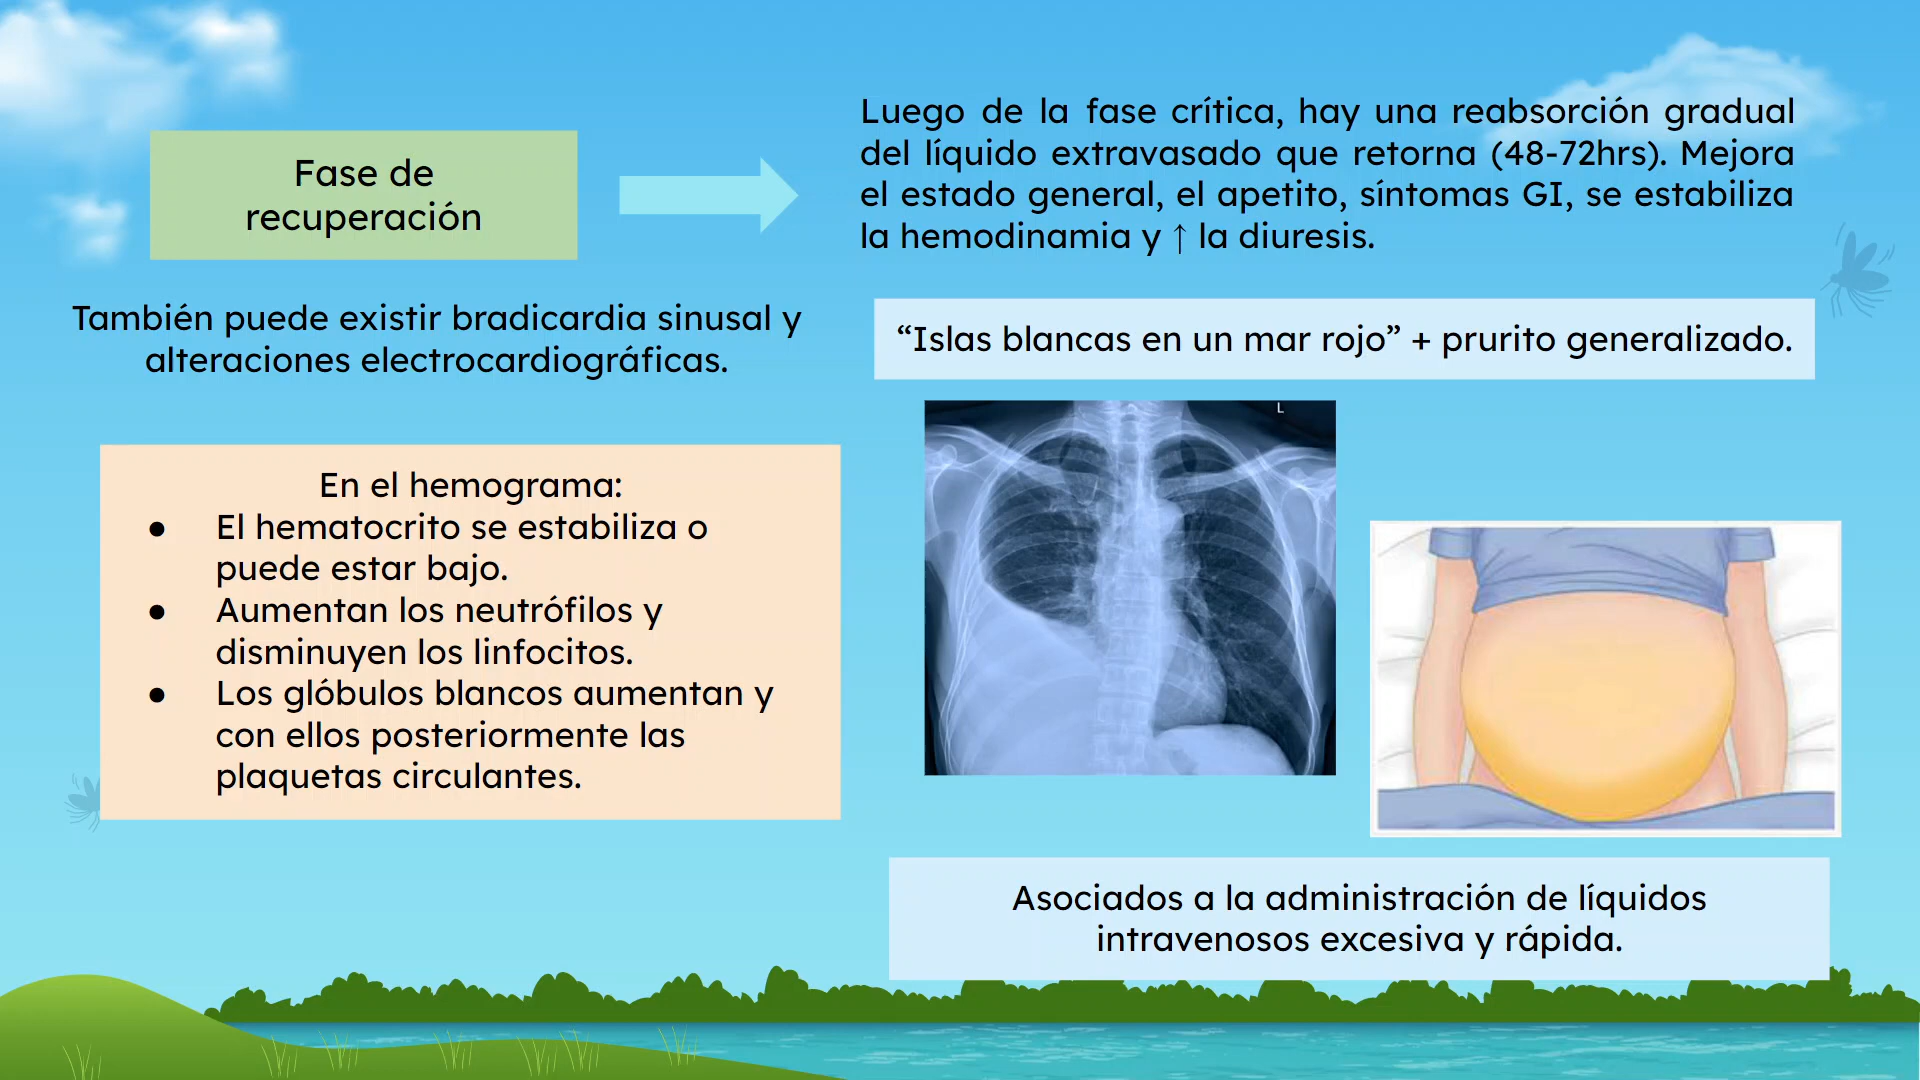 Fase de
recuperación
Luego de la fase crítica, hay una reabsorción gradual
del líquido extravasado que retorna (48-72hrs). Mejora
el estado general, el apetito, síntomas GI, se estabiliza
la hemodinamia y ↑ la diuresis.
También puede existir bradicardia sinusal y
alteraciones electrocardiográficas.
“Islas blancas en un mar rojo” + prurito generalizado.
L
En el hemograma:
● El hematocrito se estabiliza o
puede estar bajo.
● Aumentan los neutrófilos y
disminuyen los linfocitos.
● Los glóbulos blancos aumentan y
con ellos posteriormente las
plaquetas circulantes.
Asociados a la administración de líquidos
intravenosos excesiva y rápida.